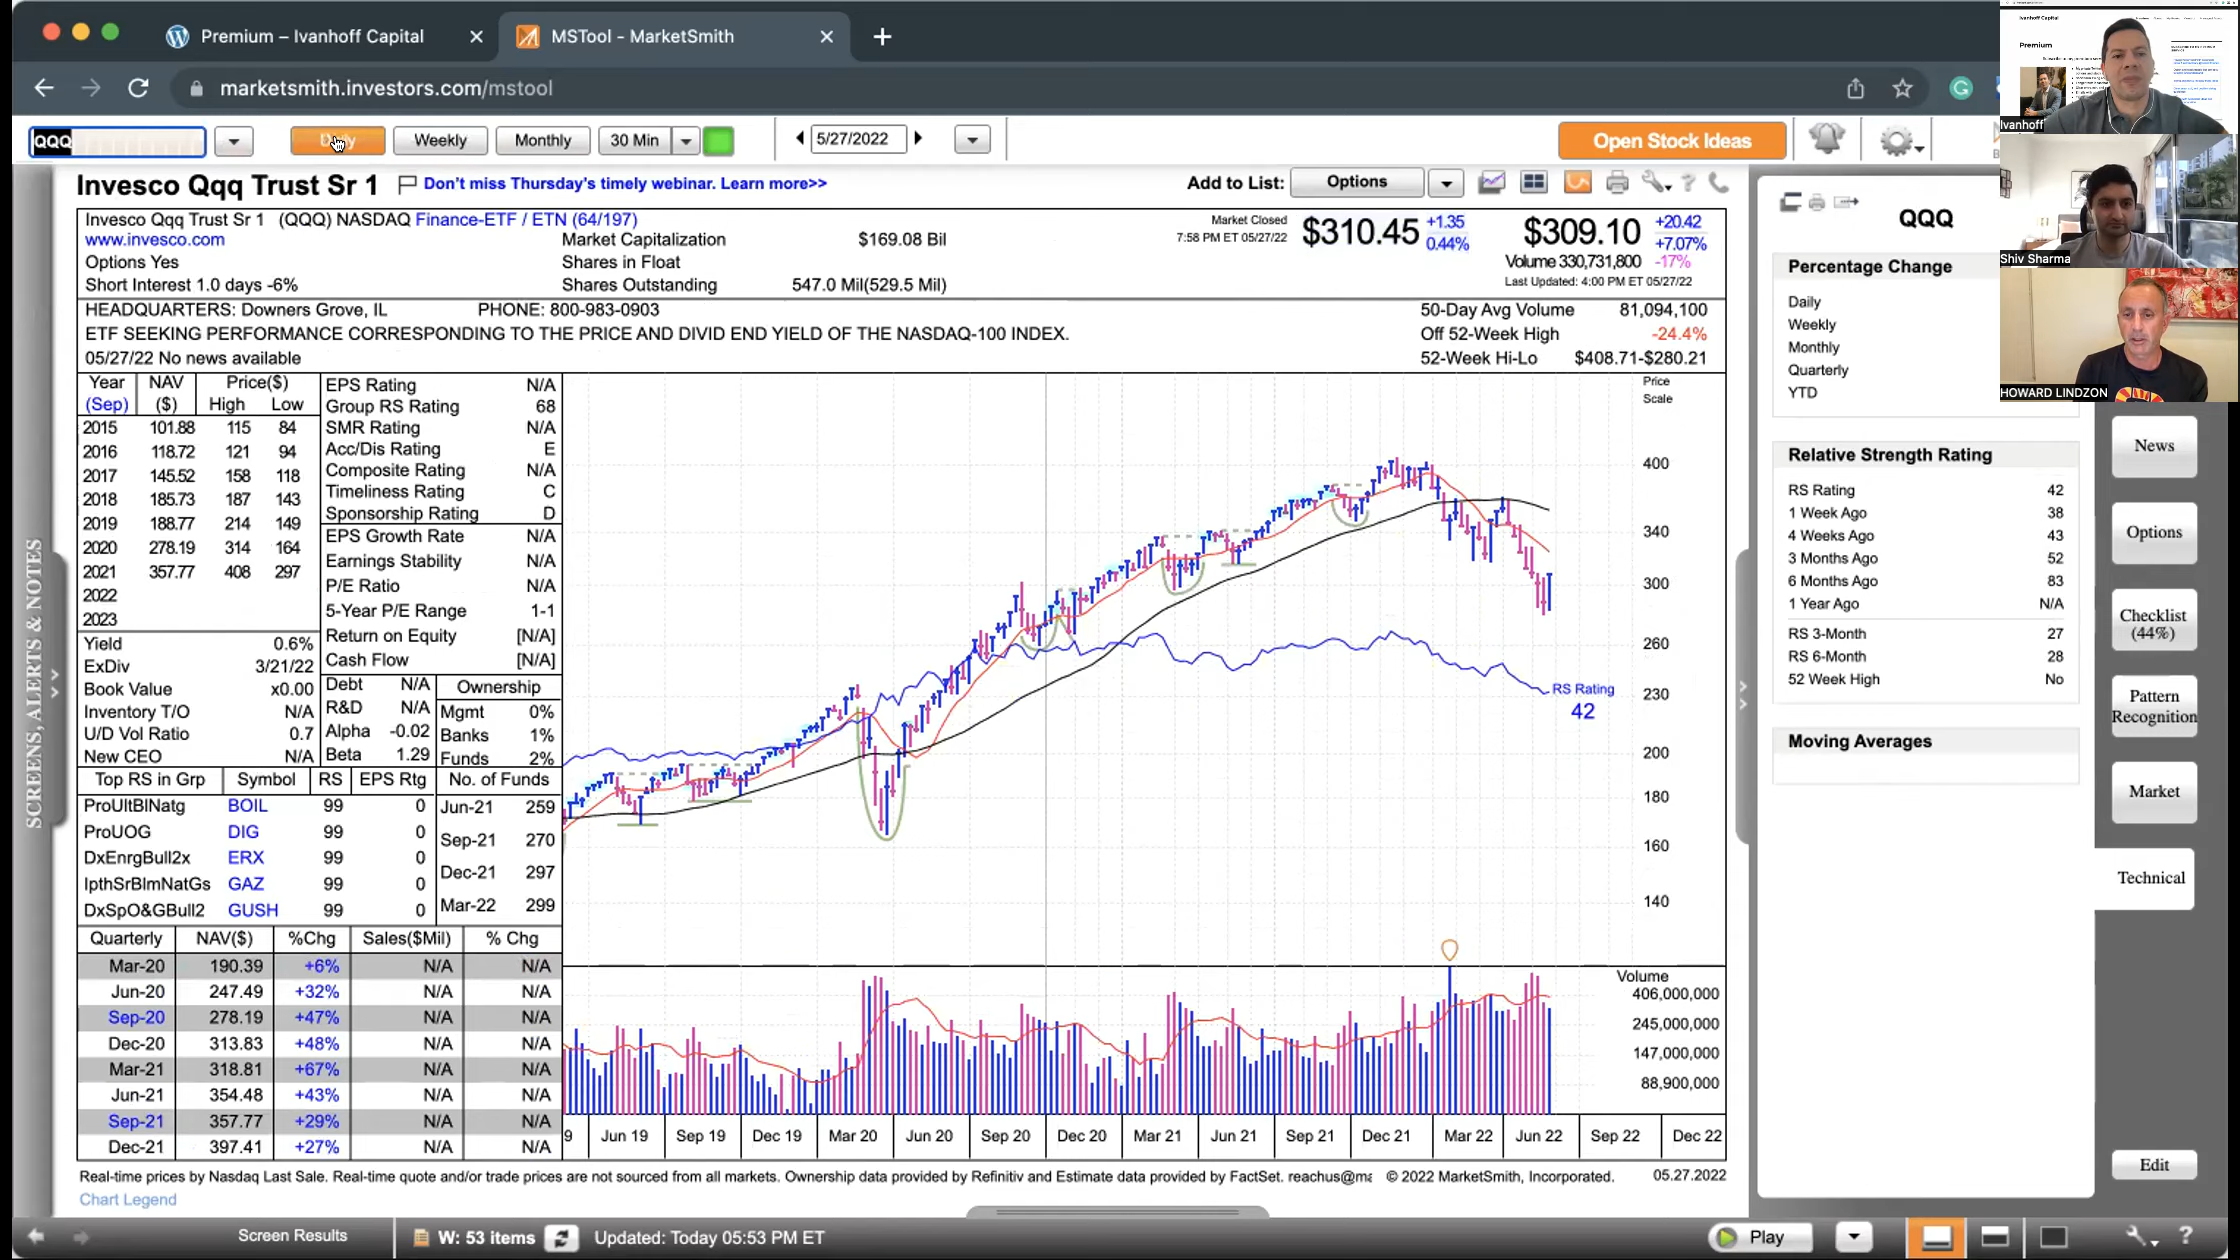 Premium – Ivanhoff Capital
MSTool - MarketSmith
marketsmith.investors.com/mstool
QQQ
Weekly
Monthly
30 Min
5/27/2022
Open Stock Ideas
Invesco Qqq Trust Sr 1
Don't miss Thursday's timely webinar. Learn more>>
Add to List:
Options
Invesco Qqq Trust Sr 1 (QQQ) NASDAQ Finance-ETF / ETN (64/197)
www.invesco.com
Options Yes
Short Interest 1.0 days -6%
Market Capitalization $169.08 Bil
Shares in Float
Shares Outstanding 547.0 Mil(529.5 Mil)
Market Closed
7:58 PM ET 05/27/22
$310.45 +1.35
0.44%
$309.10 +20.42
+7.07%
Volume 330,731,800 -17%
Last Updated: 4:00 PM ET 05/27/22
HEADQUARTERS: Downers Grove, IL PHONE: 800-983-0903
ETF SEEKING PERFORMANCE CORRESPONDING TO THE PRICE AND DIVID END YIELD OF THE NASDAQ-100 INDEX.
05/27/22 No news available
50-Day Avg Volume 81,094,100
Off 52-Week High -24.4%
52-Week Hi-Lo $408.71-$280.21
Year NAV Price($)
(Sep) ($) High Low
2015 101.88 115 84
2016 118.72 121 94
2017 145.52 158 118
2018 185.73 187 143
2019 188.77 214 149
2020 278.19 314 164
2021 357.77 408 297
2022
2023
Yield 0.6%
ExDiv 3/21/22
Book Value x0.00
Inventory T/O N/A
U/D Vol Ratio 0.7
New CEO N/A
EPS Rating N/A
Group RS Rating 68
SMR Rating N/A
Acc/Dis Rating E
Composite Rating N/A
Timeliness Rating C
Sponsorship Rating D
EPS Growth Rate N/A
Earnings Stability N/A
P/E Ratio N/A
5-Year P/E Range 1-1
Return on Equity [N/A]
Cash Flow [N/A]
Debt N/A
R&D N/A
Alpha -0.02
Beta 1.29
Ownership
Mgmt 0%
Banks 1%
Funds 2%
Top RS in Grp Symbol RS EPS Rtg
ProUltBlNatg BOIL 99 0
ProUOG DIG 99 0
DxEnrgBull2x ERX 99 0
IpthSrBlmNatGs GAZ 99 0
DxSpO&GBull2 GUSH 99 0
No. of Funds
Jun-21 259
Sep-21 270
Dec-21 297
Mar-22 299
Quarterly NAV($) %Chg Sales($Mil) % Chg
Mar-20 190.39 +6% N/A N/A
Jun-20 247.49 +32% N/A N/A
Sep-20 278.19 +47% N/A N/A
Dec-20 313.83 +48% N/A N/A
Mar-21 318.81 +67% N/A N/A
Jun-21 354.48 +43% N/A N/A
Sep-21 357.77 +29% N/A N/A
Dec-21 397.41 +27% N/A N/A
Price
Scale
400
340
300
260
230
200
180
160
140
RS Rating
42
Volume
406,000,000
245,000,000
147,000,000
88,900,000
9 Jun 19 Sep 19 Dec 19 Mar 20 Jun 20 Sep 20 Dec 20 Mar 21 Jun 21 Sep 21 Dec 21 Mar 22 Jun 22 Sep 22 Dec 22
Real-time prices by Nasdaq Last Sale. Real-time quote and/or trade prices are not sourced from all markets. Ownership data provided by Refinitiv and Estimate data provided by FactSet. reachus@ma © 2022 MarketSmith, Incorporated. 05.27.2022
Chart Legend
SCREENS, ALERTS & NOTES
QQQ
Percentage Change
Daily
Weekly
Monthly
Quarterly
YTD
Relative Strength Rating
RS Rating 42
1 Week Ago 38
4 Weeks Ago 43
3 Months Ago 52
6 Months Ago 83
1 Year Ago N/A
RS 3-Month 27
RS 6-Month 28
52 Week High No
Moving Averages
News
Options
Checklist
(44%)
Pattern
Recognition
Market
Technical
Edit
Ivanhoff Capital
Premium
Ivanhoff
Shiv Sharma
HOWARD LINDZON
Screen Results
W: 53 items
Updated: Today 05:53 PM ET
Play